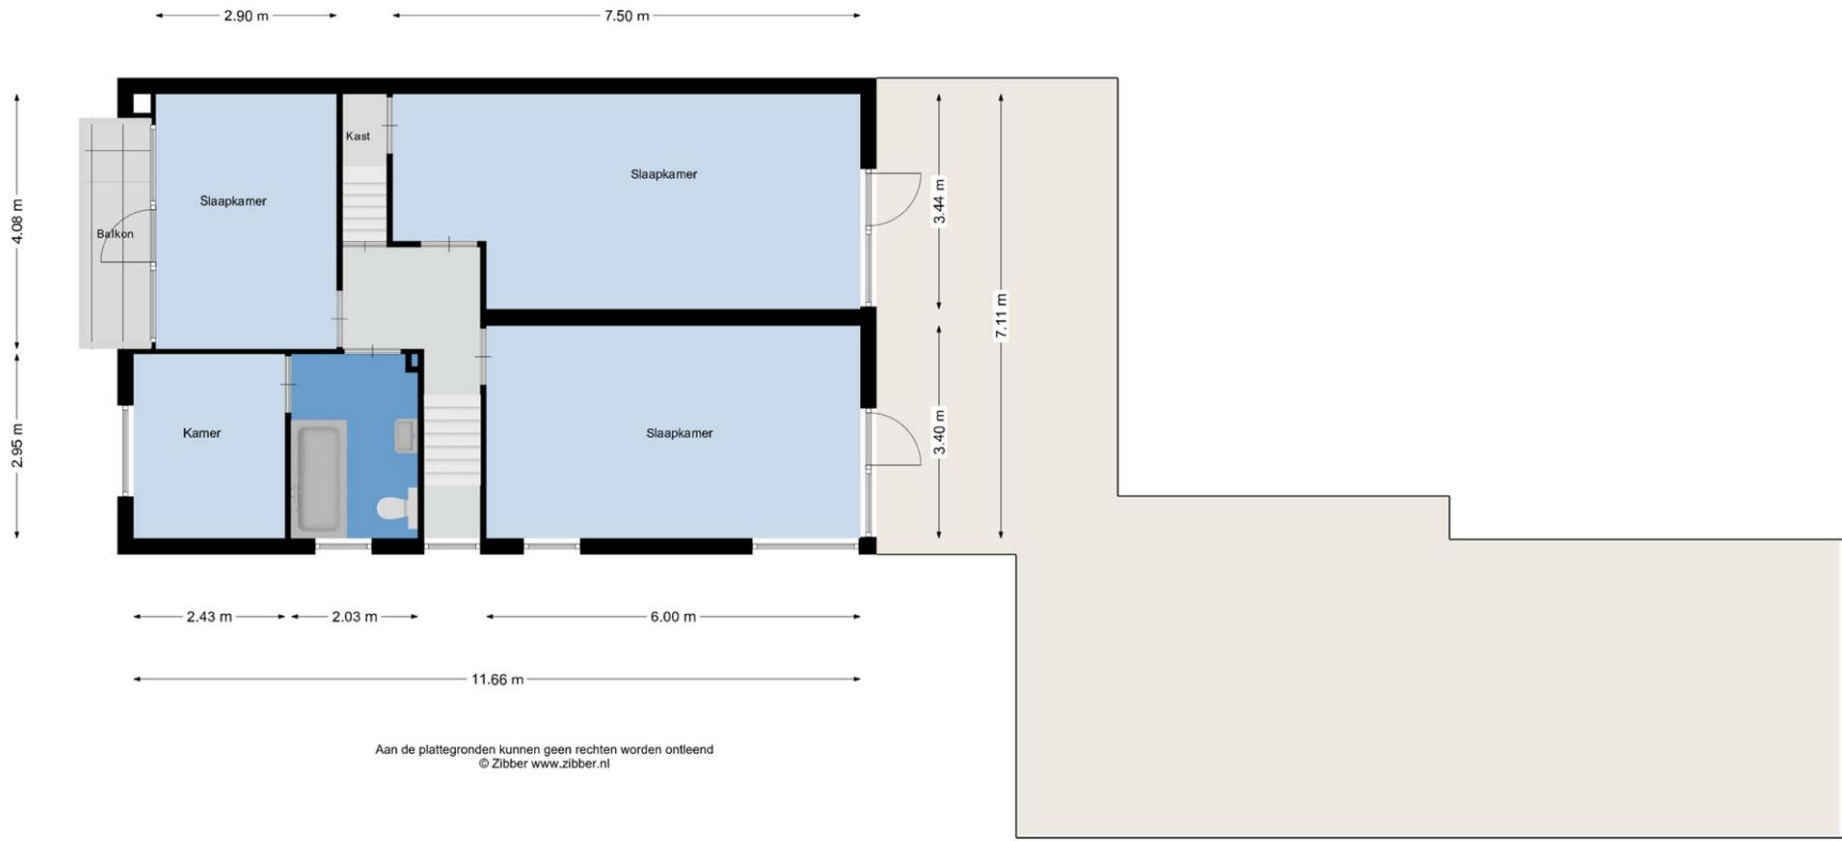 2.90 m
7.50 m
Kast
Slaapkamer
Slaapkamer
Balkon
4.08 m
3.44 m
7.11 m
2.95 m
3.40 m
Kamer
Slaapkamer
2.43 m
2.03 m
6.00 m
11.66 m
Aan de plattegronden kunnen geen rechten worden ontleend
© Zibber www.zibber.nl